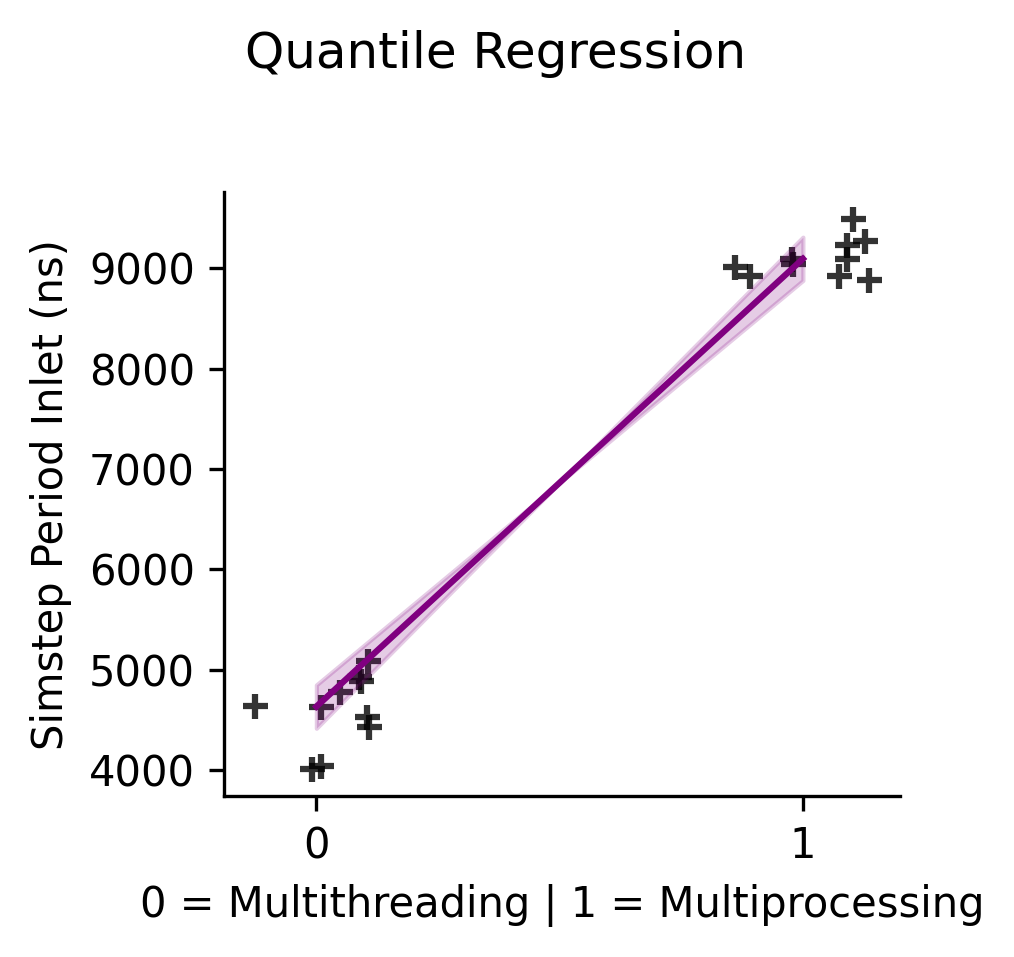 Quantile Regression
Simstep Period Inlet (ns)
9000
8000
7000
6000
5000
4000
0 1
0 = Multithreading | 1 = Multiprocessing